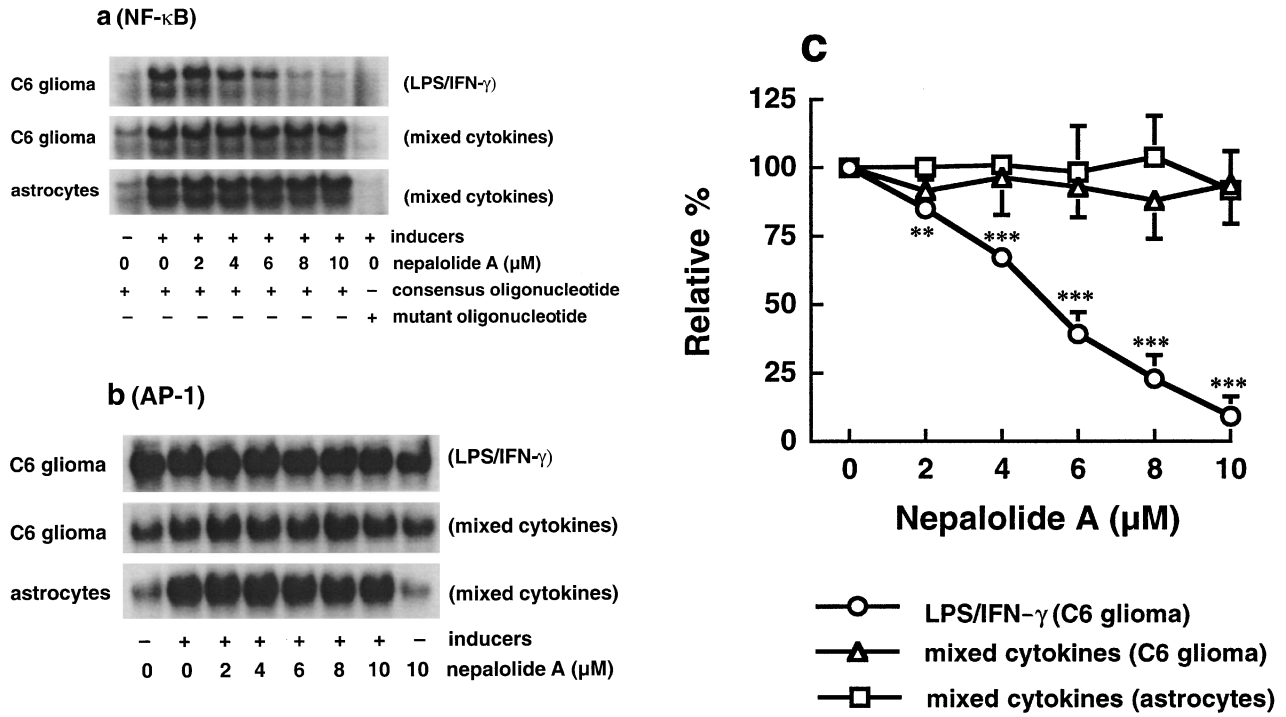 a (NF-κB)
C6 glioma (LPS/IFN-γ)
C6 glioma (mixed cytokines)
astrocytes (mixed cytokines)
– + + + + + + + inducers
0 0 2 4 6 8 10 0 nepalolide A (µM)
+ + + + + + + – consensus oligonucleotide
– – – – – – – + mutant oligonucleotide
b (AP-1)
C6 glioma (LPS/IFN-γ)
C6 glioma (mixed cytokines)
astrocytes (mixed cytokines)
– + + + + + + – inducers
0 0 2 4 6 8 10 10 nepalolide A (µM)
c
125
100
75
50
25
0
Relative %
**
***
***
***
***
0 2 4 6 8 10
Nepalolide A (µM)
LPS/IFN–γ (C6 glioma)
mixed cytokines (C6 glioma)
mixed cytokines (astrocytes)